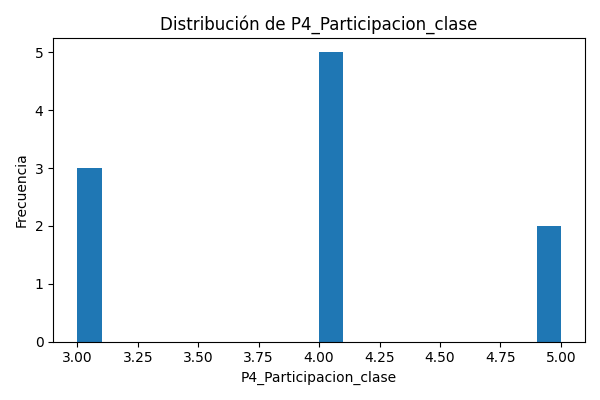 Distribución de P4_Participacion_clase
Frecuencia
5
4
3
2
1
0
3.00 3.25 3.50 3.75 4.00 4.25 4.50 4.75 5.00
P4_Participacion_clase